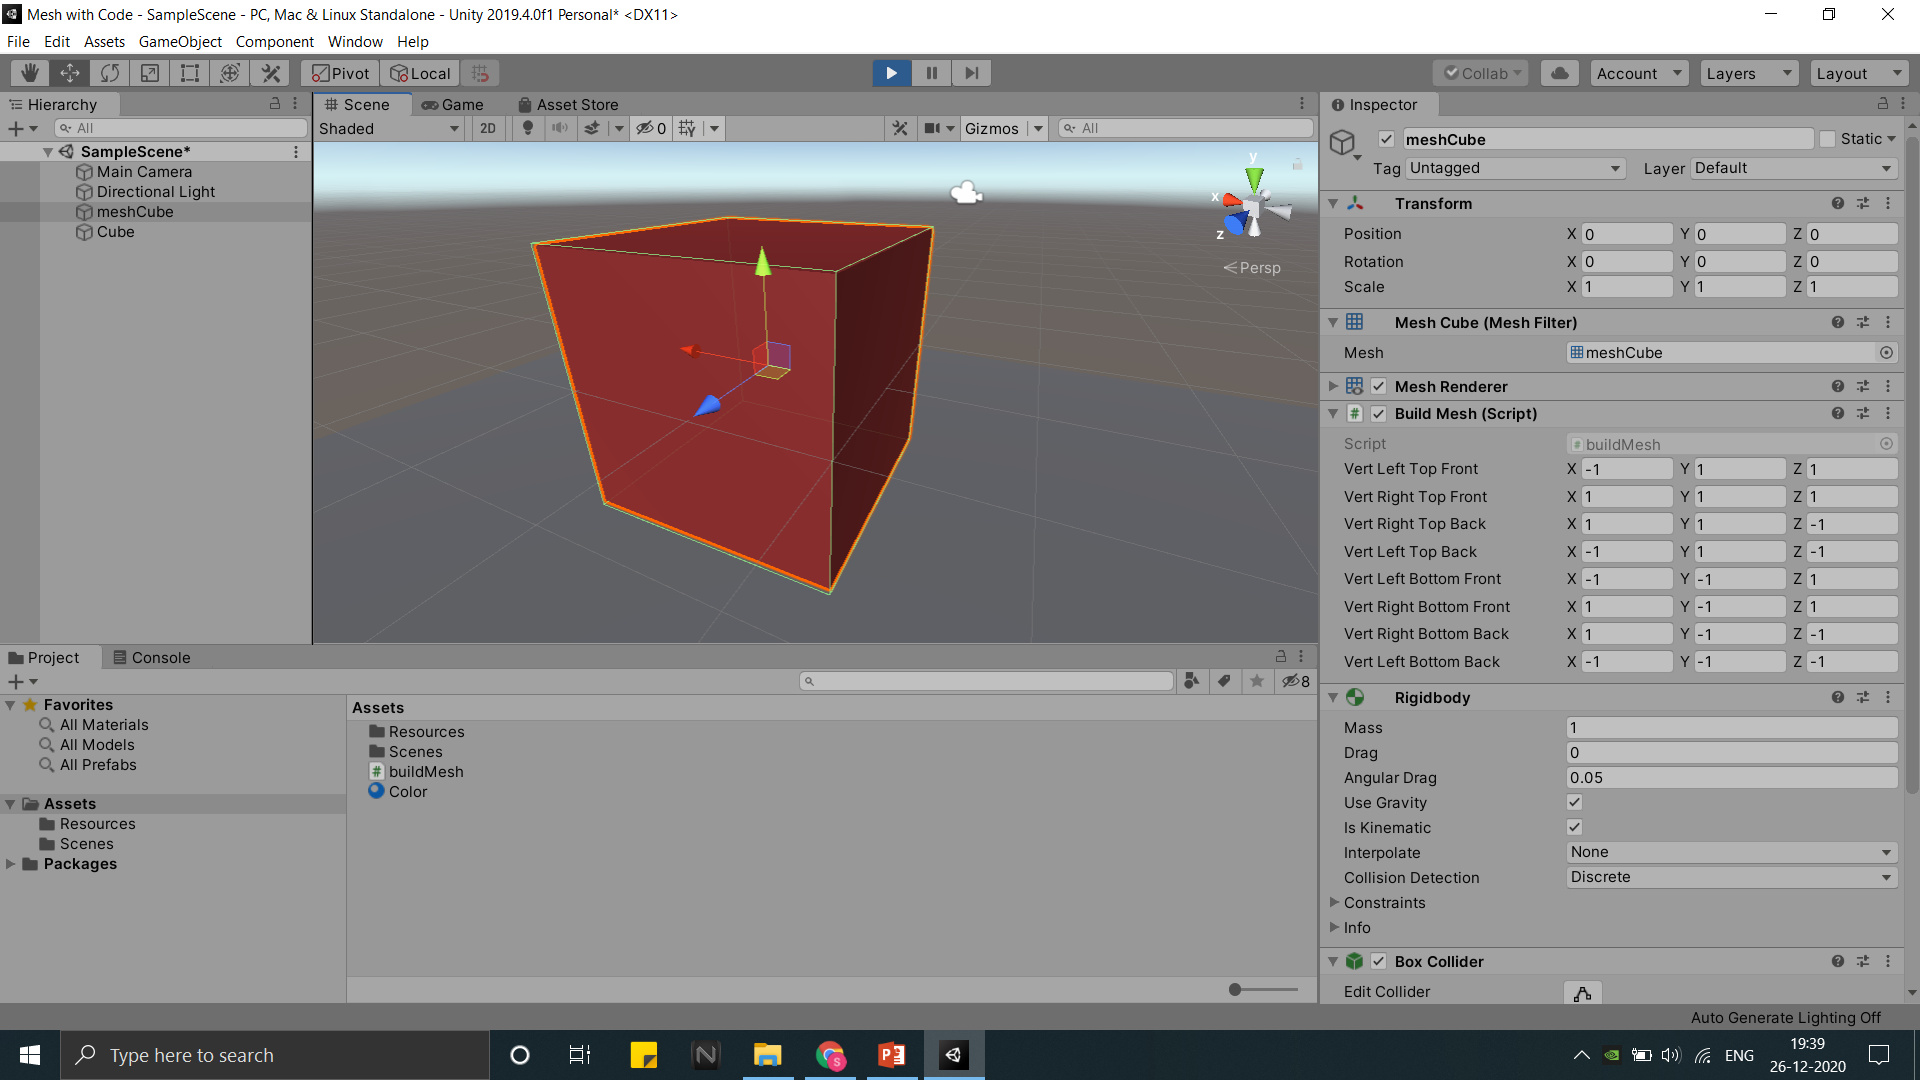 Mesh with Code - SampleScene - PC, Mac & Linux Standalone - Unity 2019.4.0f1 Personal* <DX11>
File Edit Assets GameObject Component Window Help
Pivot Local Collab Account Layers Layout
Hierarchy
All
SampleScene*
Main Camera
Directional Light
meshCube
Cube
Scene Game Asset Store
Shaded 2D 0 Gizmos All
y
x
z
Persp
Inspector
meshCube Static
Tag Untagged Layer Default
Transform
Position X 0 Y 0 Z 0
Rotation X 0 Y 0 Z 0
Scale X 1 Y 1 Z 1
Mesh Cube (Mesh Filter)
Mesh meshCube
Mesh Renderer
# Build Mesh (Script)
Script buildMesh
Vert Left Top Front X -1 Y 1 Z 1
Vert Right Top Front X 1 Y 1 Z 1
Vert Right Top Back X 1 Y 1 Z -1
Vert Left Top Back X -1 Y 1 Z -1
Vert Left Bottom Front X -1 Y -1 Z 1
Vert Right Bottom Front X 1 Y -1 Z 1
Vert Right Bottom Back X 1 Y -1 Z -1
Vert Left Bottom Back X -1 Y -1 Z -1
Rigidbody
Mass 1
Drag 0
Angular Drag 0.05
Use Gravity
Is Kinematic
Interpolate None
Collision Detection Discrete
Constraints
Info
Box Collider
Edit Collider
Project Console
8
Favorites
All Materials
All Models
All Prefabs
Assets
Resources
Scenes
Packages
Assets
Resources
Scenes
# buildMesh
Color
Auto Generate Lighting Off
Type here to search
ENG
19:39
26-12-2020